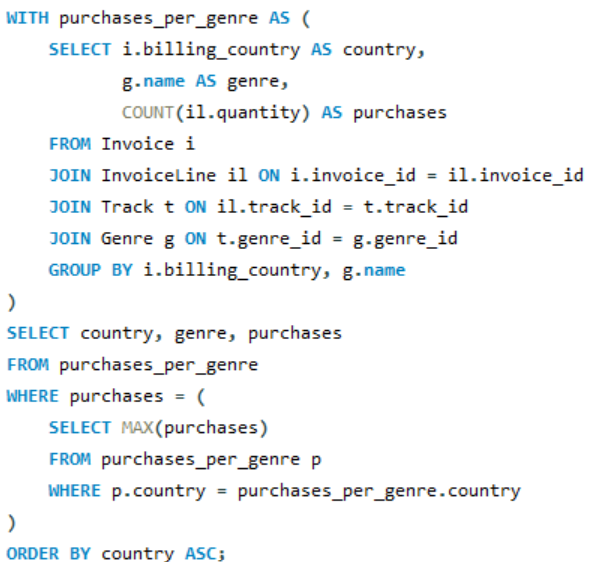 WITH purchases_per_genre AS (
    SELECT i.billing_country AS country,
           g.name AS genre,
           COUNT(il.quantity) AS purchases
    FROM Invoice i
    JOIN InvoiceLine il ON i.invoice_id = il.invoice_id
    JOIN Track t ON il.track_id = t.track_id
    JOIN Genre g ON t.genre_id = g.genre_id
    GROUP BY i.billing_country, g.name
)
SELECT country, genre, purchases
FROM purchases_per_genre
WHERE purchases = (
    SELECT MAX(purchases)
    FROM purchases_per_genre p
    WHERE p.country = purchases_per_genre.country
)
ORDER BY country ASC;